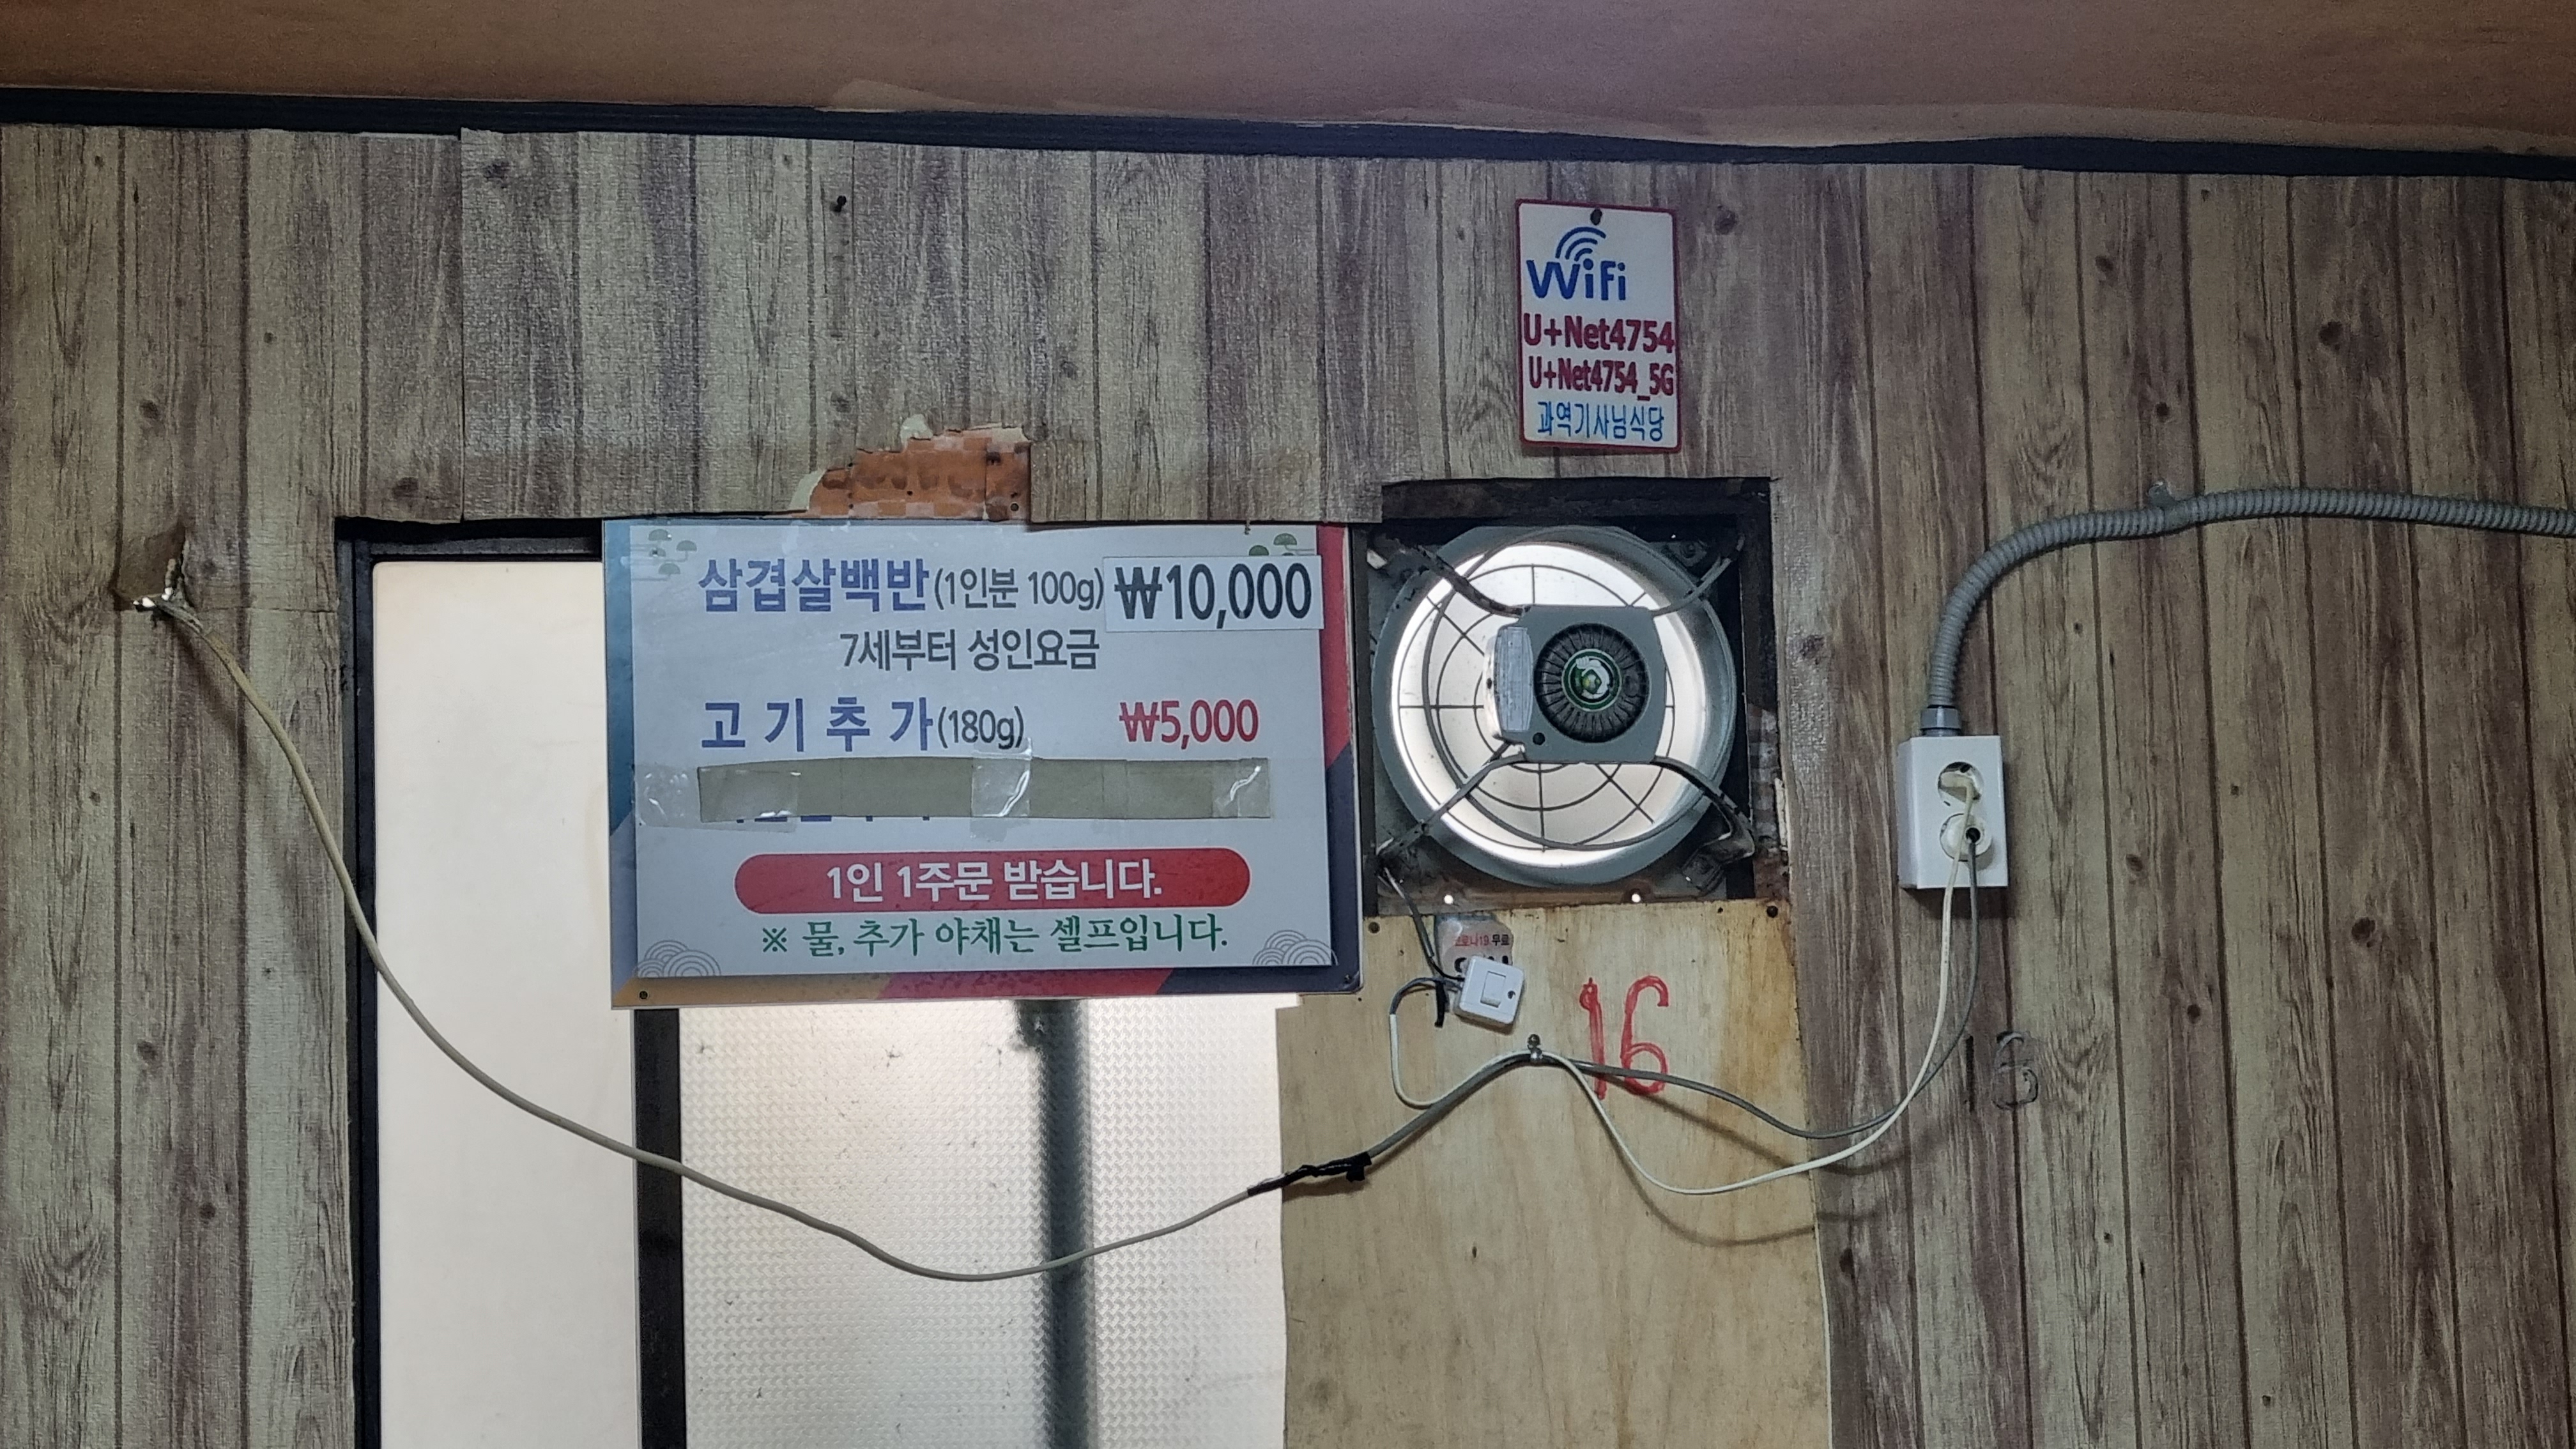 WiFi
U+Net4754
U+Net4754_5G
과역기사님식당
삼겹살백반(1인분 100g) ₩10,000
7세부터 성인요금
고기추가(180g) ₩5,000
1인 1주문 받습니다.
※ 물, 추가 야채는 셀프입니다.
무료
16